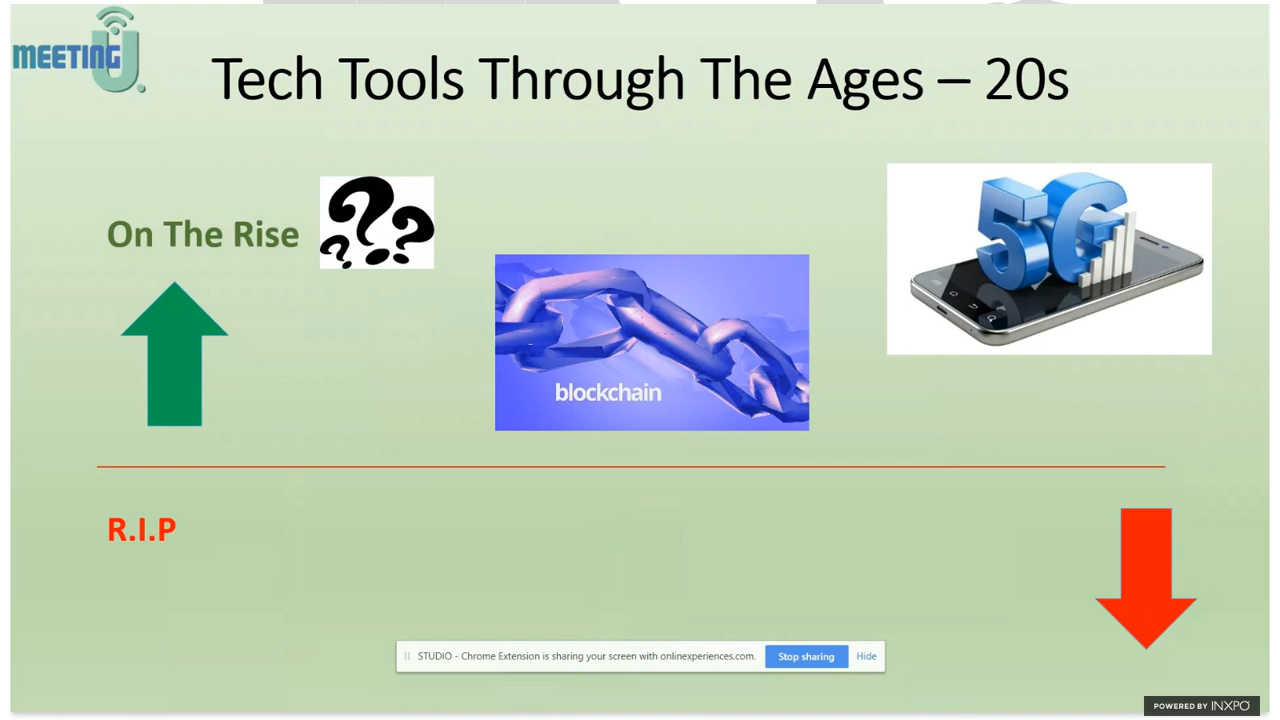 MEETING U
Tech Tools Through The Ages – 20s
On The Rise
???
5G
blockchain
R.I.P
STUDIO - Chrome Extension is sharing your screen with onlinexperiences.com. Stop sharing Hide
POWERED BY INXPO